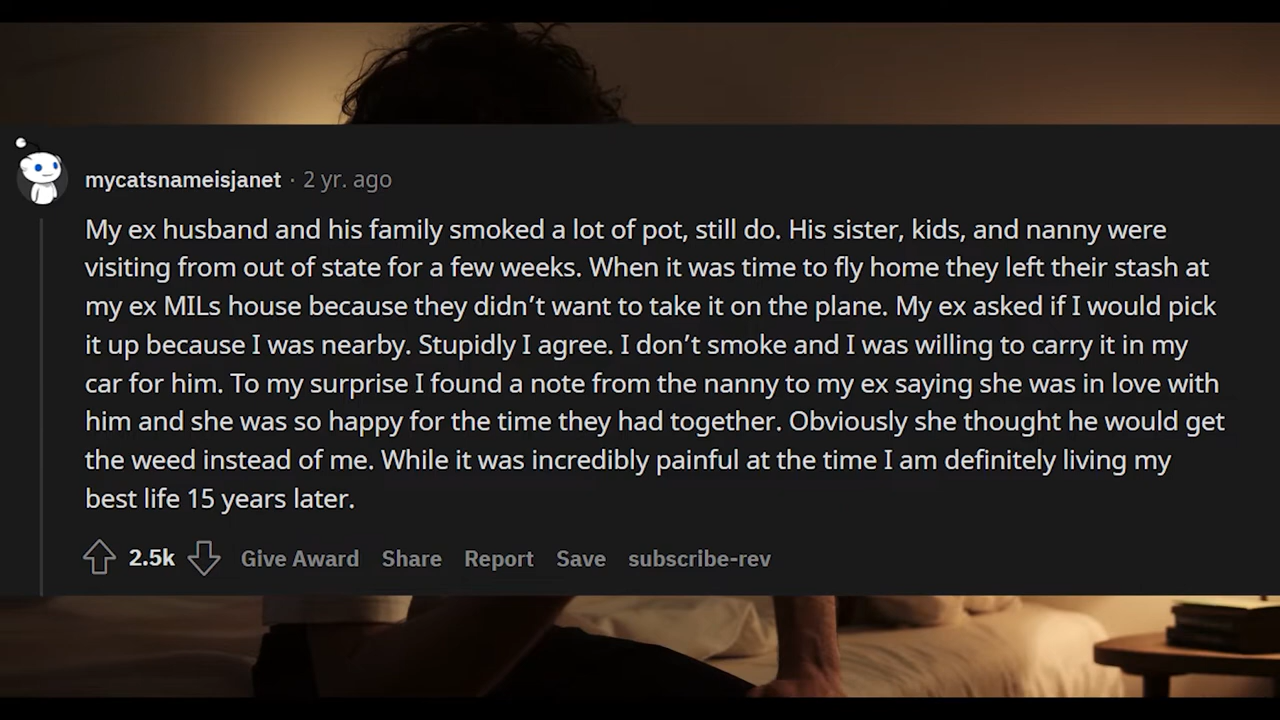 mycatsnameisjanet · 2 yr. ago
My ex husband and his family smoked a lot of pot, still do. His sister, kids, and nanny were
visiting from out of state for a few weeks. When it was time to fly home they left their stash at
my ex MILs house because they didn't want to take it on the plane. My ex asked if I would pick
it up because I was nearby. Stupidly I agree. I don't smoke and I was willing to carry it in my
car for him. To my surprise I found a note from the nanny to my ex saying she was in love with
him and she was so happy for the time they had together. Obviously she thought he would get
the weed instead of me. While it was incredibly painful at the time I am definitely living my
best life 15 years later.
2.5k Give Award Share Report Save subscribe-rev